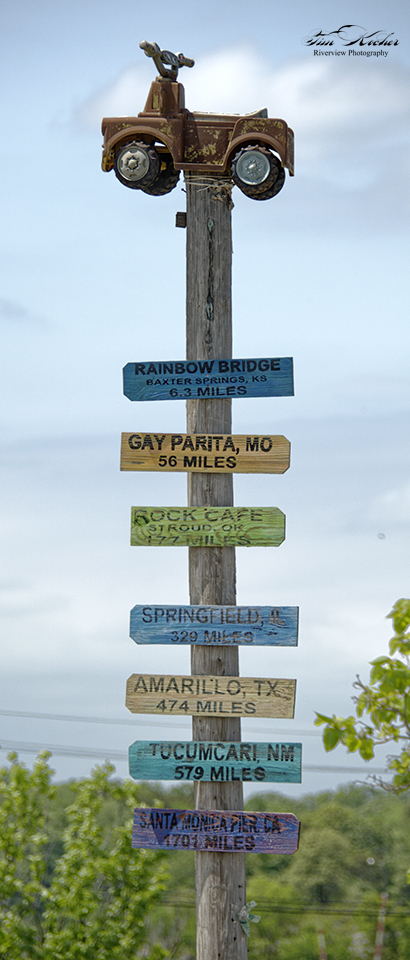 Tim Kicher
Riverview Photography
RAINBOW BRIDGE
BAXTER SPRINGS, KS
6.3 MILES
GAY PARITA, MO
56 MILES
ROCK CAFE
STROUD, OK
177 MILES
SPRINGFIELD, IL
329 MILES
AMARILLO, TX
474 MILES
TUCUMCARI, NM
579 MILES
SANTA MONICA PIER, CA
1701 MILES